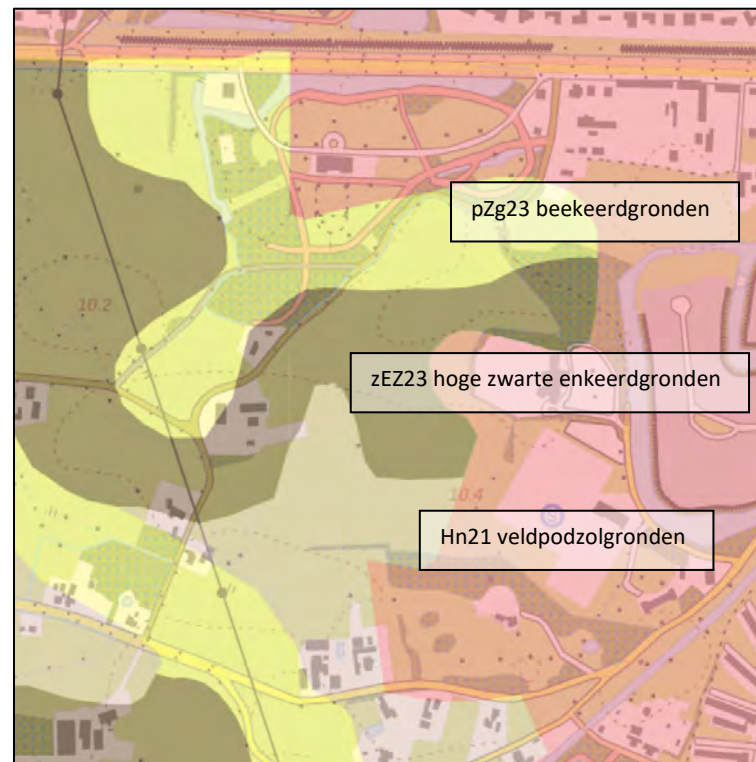 pZg23 beekeerdgronden
10.2
zEZ23 hoge zwarte enkeerdgronden
10.4
Hn21 veldpodzolgronden
S